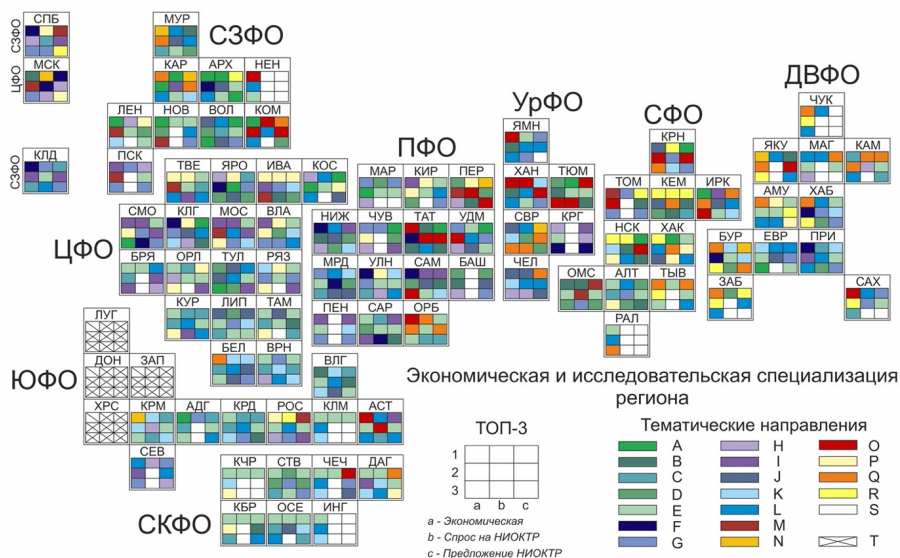 СПБ
СЗФО
МСК
ЦФО
МУР
СЗФО
КАР АРХ НЕН
ЛЕН НОВ ВОЛ КОМ
КЛД
СЗФО
ПСК
ТВЕ ЯРО ИВА КОС
СМО КЛГ МОС ВЛА
ЦФО
БРЯ ОРЛ ТУЛ РЯЗ
КУР ЛИП ТАМ
БЕЛ ВРН
ПФО
МАР КИР ПЕР
НИЖ ЧУВ ТАТ УДМ
МРД УЛН САМ БАШ
ПЕН САР ОРБ
УрФО
ЯМН
ХАН ТЮМ
СВР КРГ
ЧЕЛ
СФО
КРН
ТОМ КЕМ ИРК
НСК ХАК
ОМС АЛТ ТЫВ
РАЛ
ДВФО
ЧУК
ЯКУ МАГ КАМ
АМУ ХАБ
БУР ЕВР ПРИ
ЗАБ САХ
ЛУГ
ЮФО
ДОН ЗАП ВЛГ
ХРС КРМ АДГ КРД РОС КЛМ АСТ
СЕВ
КЧР СТВ ЧЕЧ ДАГ
СКФО
КБР ОСЕ ИНГ
Экономическая и исследовательская специализация
региона
ТОП-3
1
2
3
a b c
a - Экономическая
b - Спрос на НИОКТР
c - Предложение НИОКТР
Тематические направления
A H O
B I P
C J Q
D K R
E L S
F M
G N T